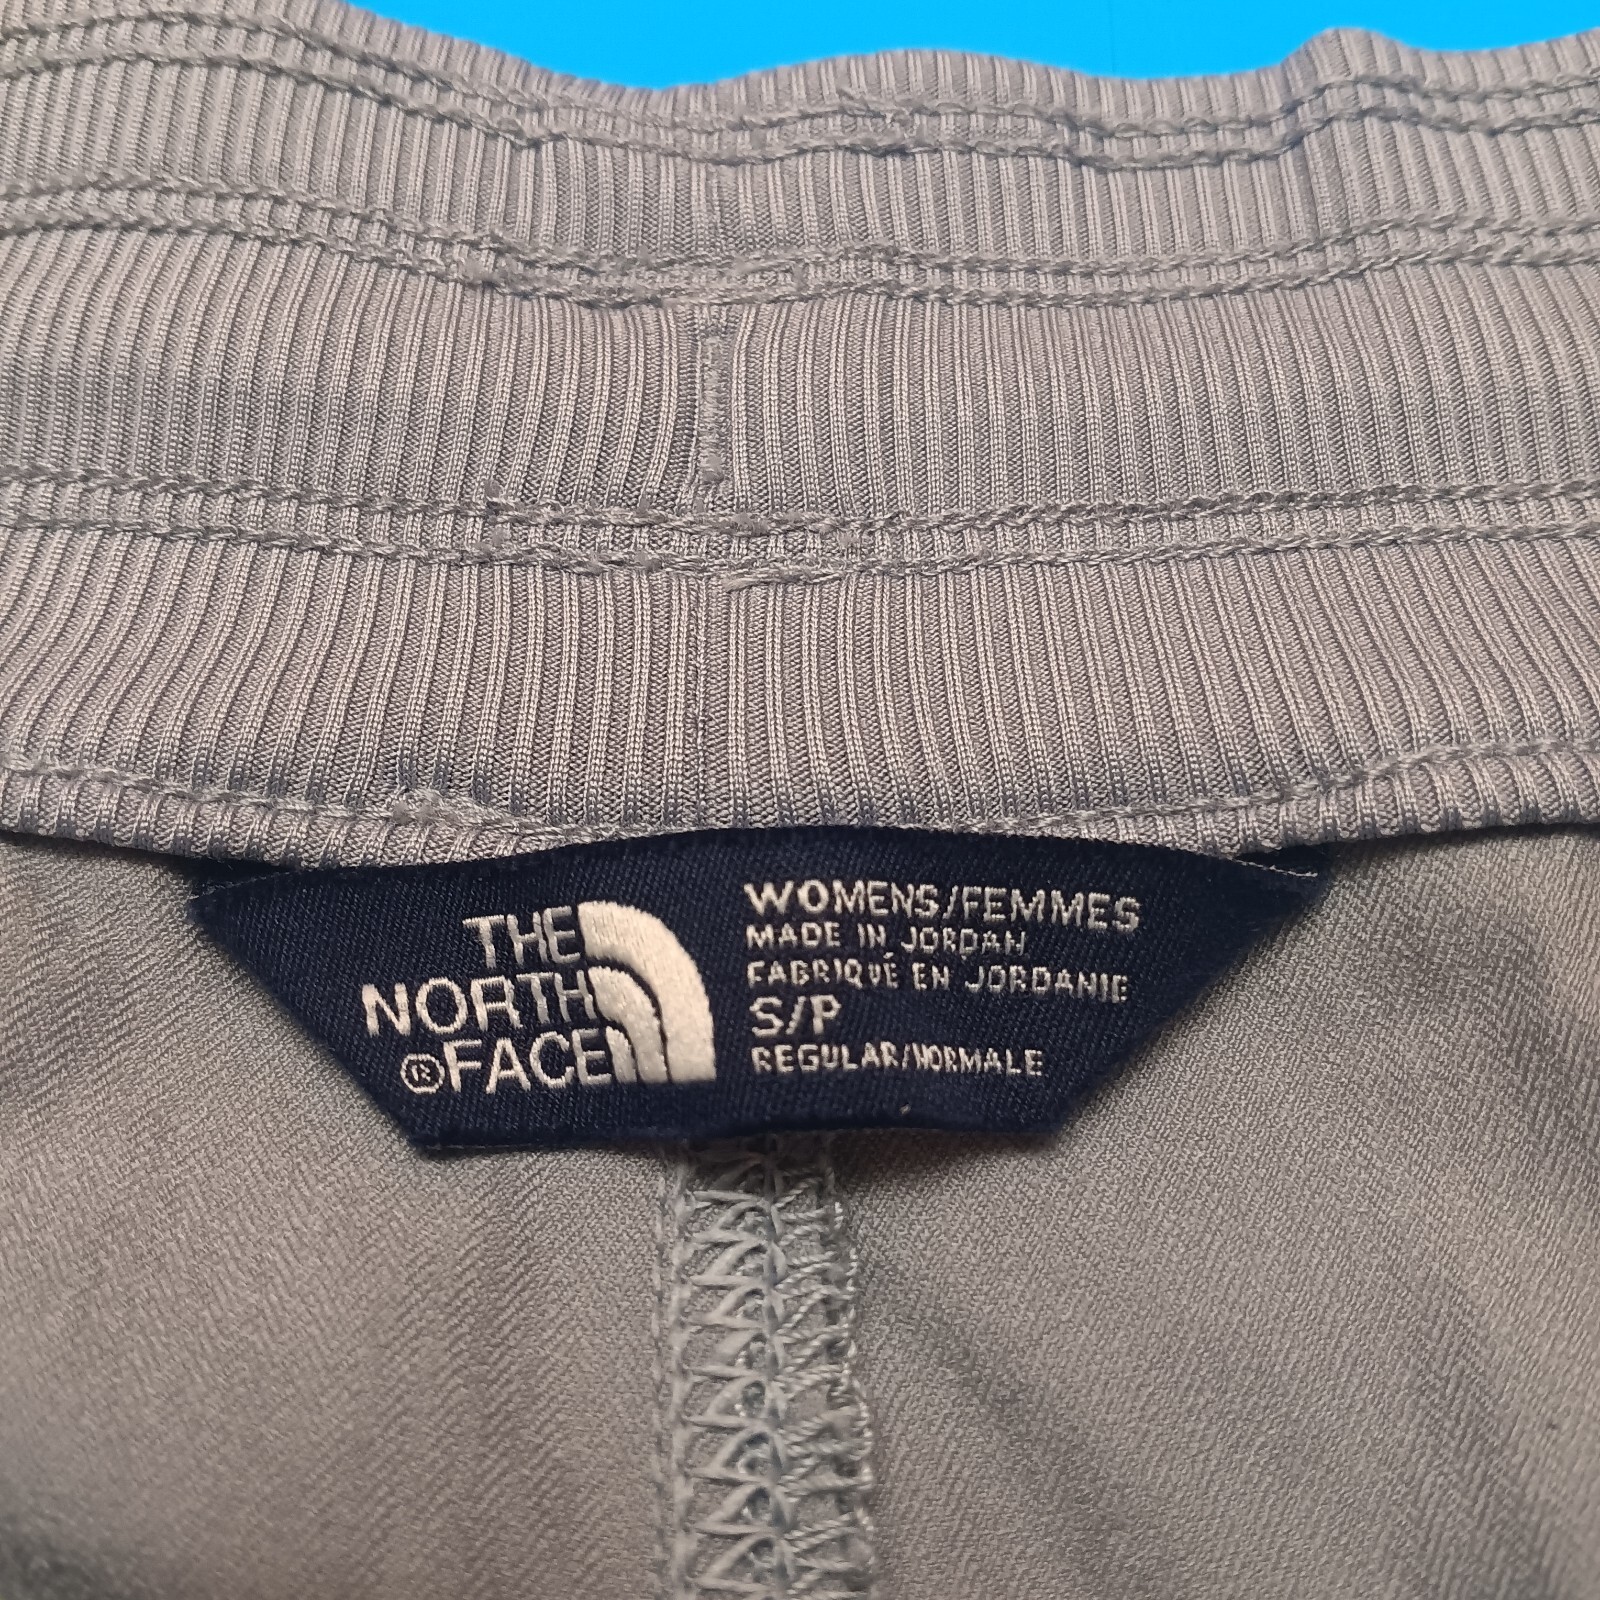 THE
NORTH
®FACE
WOMENS/FEMMES
MADE IN JORDAN
FABRIQUÉ EN JORDANIE
S/P
REGULAR/NORMALE